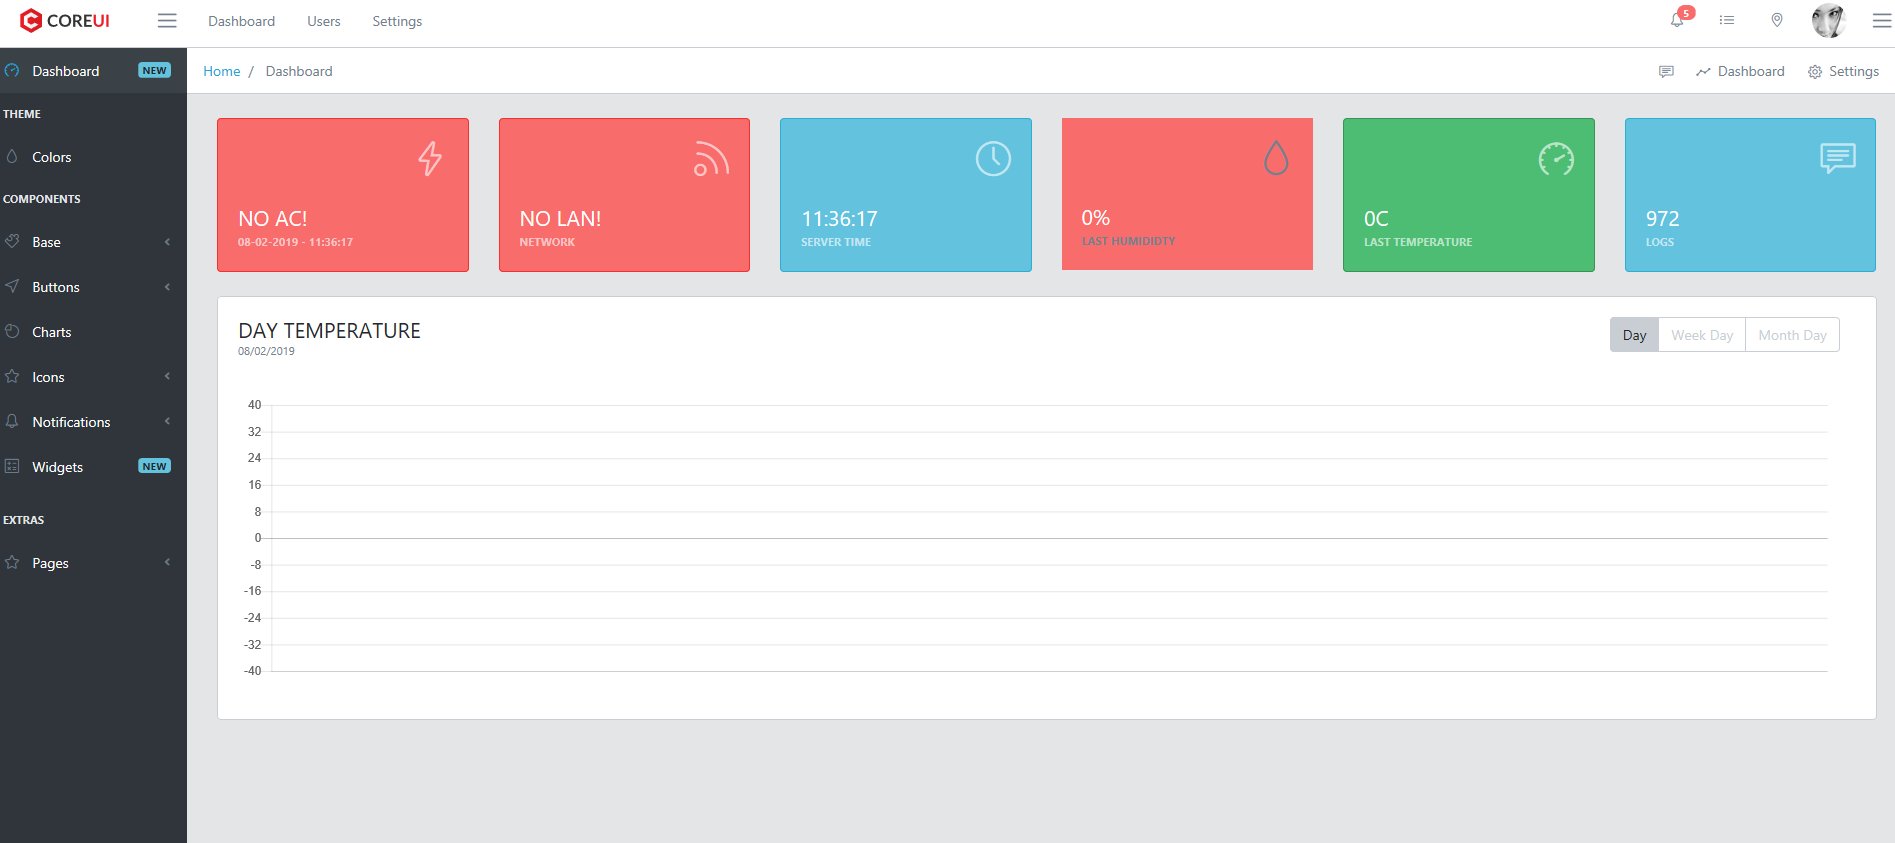 COREUI
Dashboard Users Settings
5
Dashboard NEW
Home / Dashboard
Dashboard Settings
THEME
Colors
COMPONENTS
Base
Buttons
Charts
Icons
Notifications
Widgets NEW
EXTRAS
Pages
NO AC!
08-02-2019 - 11:36:17
NO LAN!
NETWORK
11:36:17
SERVER TIME
0%
LAST HUMIDIDTY
0C
LAST TEMPERATURE
972
LOGS
DAY TEMPERATURE
08/02/2019
Day Week Day Month Day
40
32
24
16
8
0
-8
-16
-24
-32
-40